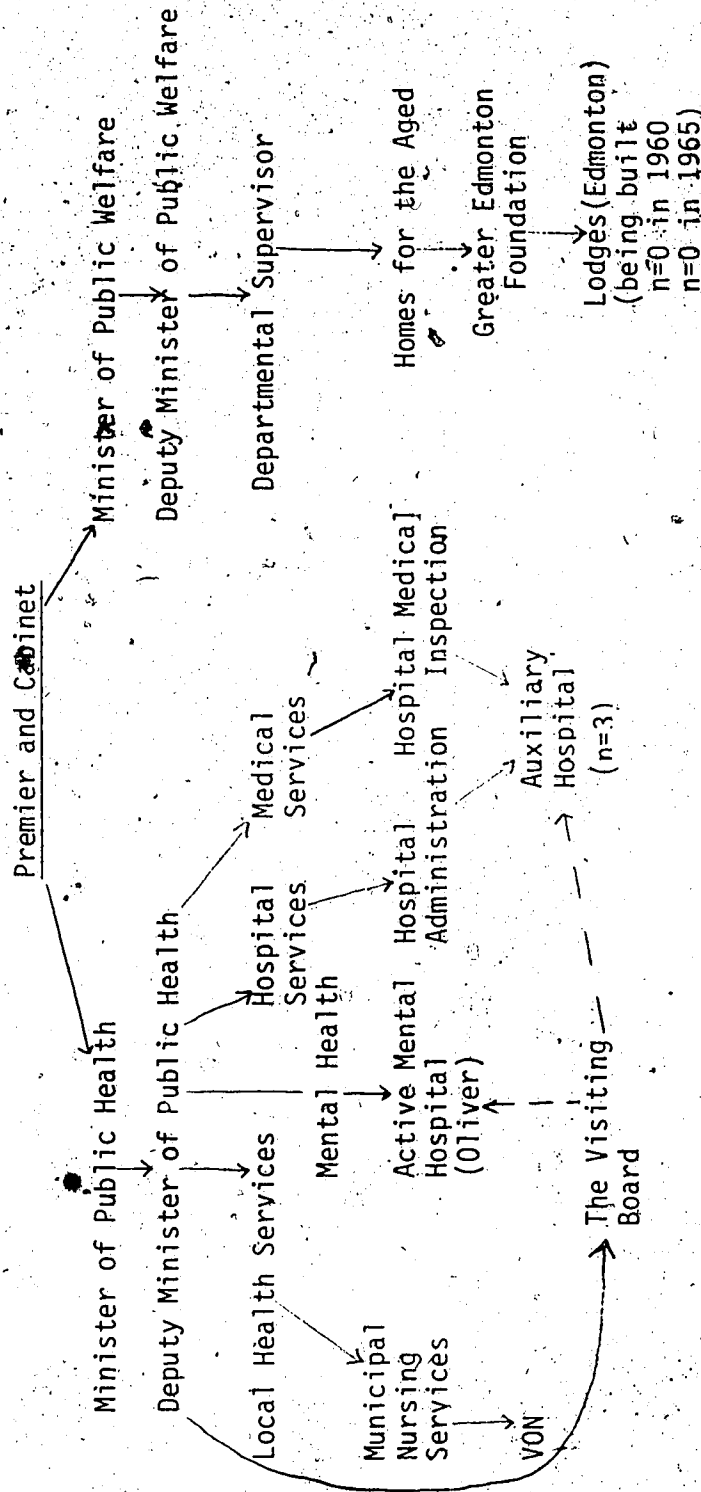 Premier and Cabinet
Minister of Public Health
Minister of Public Welfare
Deputy Minister of Public Health
Deputy Minister of Public Welfare
Local Health Services
Hospital
Services
Medical
Services
Departmental Supervisor
Mental Health
Municipal
Nursing
Services
Active Mental
Hospital
(Oliver)
Hospital
Administration
Hospital Medical
Inspection
Homes for the Aged
Greater Edmonton
Foundation
VON
The Visiting
Board
Auxiliary
Hospital
(n=3)
Lodges(Edmonton)
(being built
n=0 in 1960
n=0 in 1965)